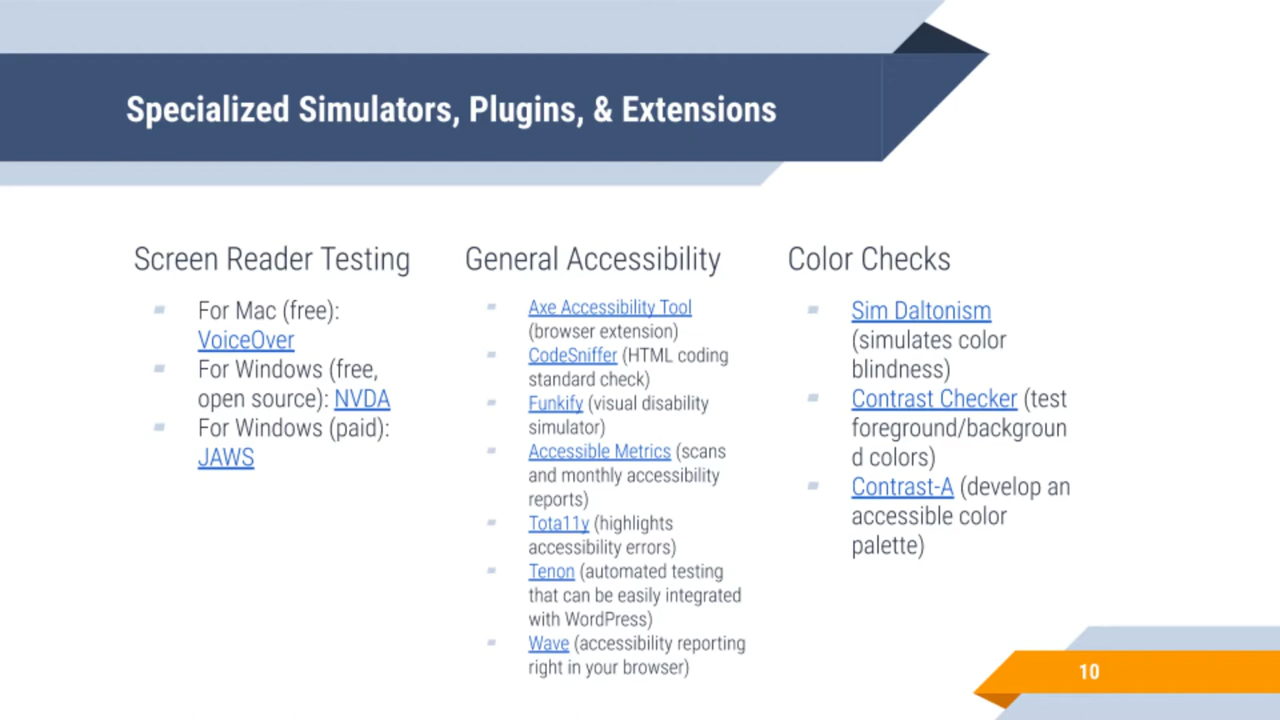 Specialized Simulators, Plugins, & Extensions
Screen Reader Testing
For Mac (free):
VoiceOver
For Windows (free,
open source): NVDA
For Windows (paid):
JAWS
General Accessibility
Axe Accessibility Tool
(browser extension)
CodeSniffer (HTML coding
standard check)
Funkify (visual disability
simulator)
Accessible Metrics (scans
and monthly accessibility
reports)
Tota11y (highlights
accessibility errors)
Tenon (automated testing
that can be easily integrated
with WordPress)
Wave (accessibility reporting
right in your browser)
Color Checks
Sim Daltonism
(simulates color
blindness)
Contrast Checker (test
foreground/backgroun
d colors)
Contrast-A (develop an
accessible color
palette)
10